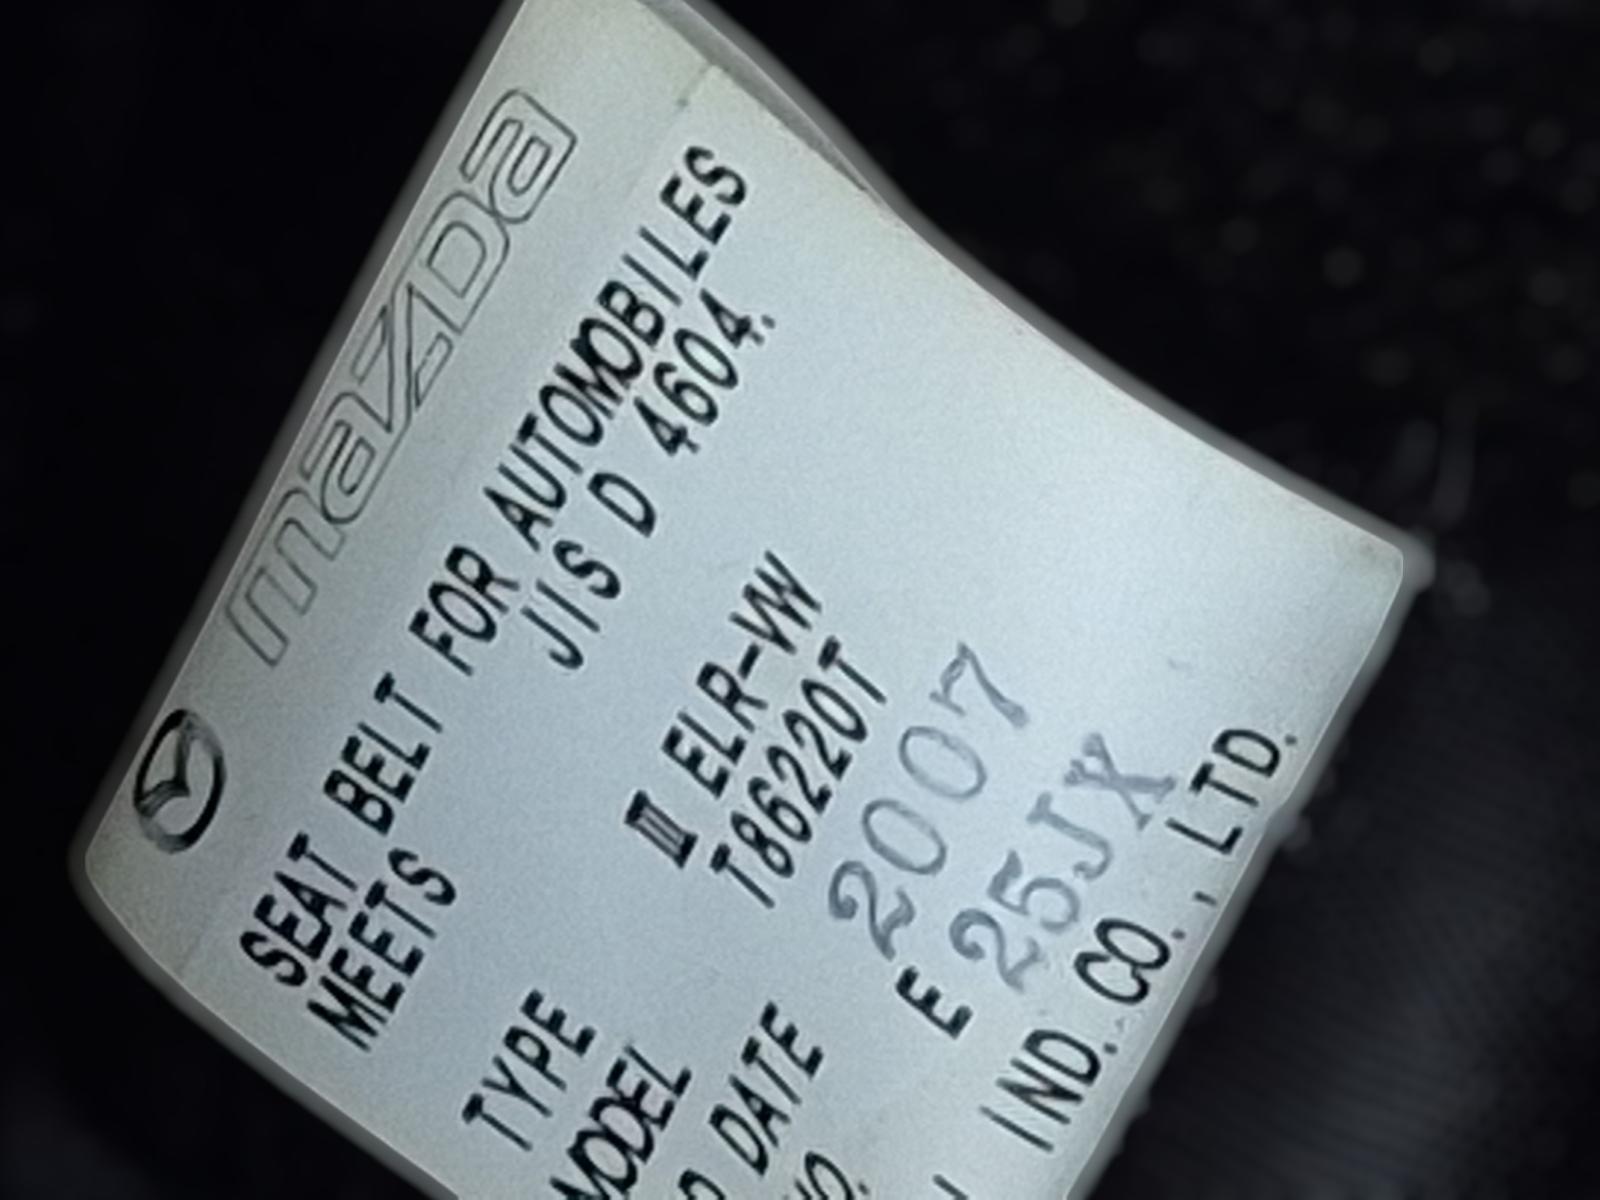 mazda
SEAT BELT FOR AUTOMOBILES
MEETS JIS D 4604.
TYPE III ELR-VW
MODEL T86220T
DATE 2007
E 25JX
IND. CO., LTD.